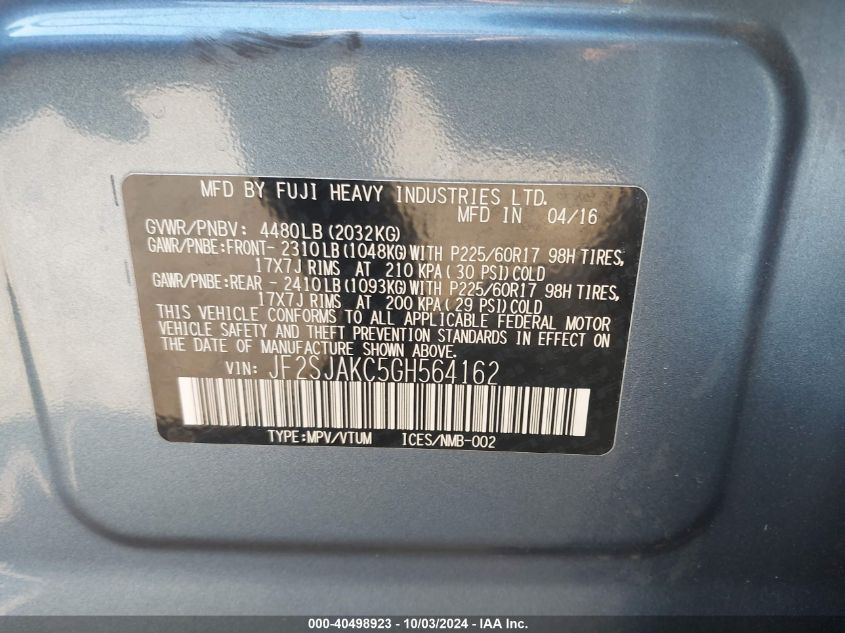 MFD BY FUJI HEAVY INDUSTRIES LTD.
MFD IN 04/16
GVWR/PNBV: 4480LB(2032KG)
GAWR/PNBE:FRONT- 2310LB(1048KG)WITH P225/60R17 98H TIRES,
17X7J RIMS AT 210 KPA( 30 PSI)COLD
GAWR/PNBE:REAR - 2410LB(1093KG)WITH P225/60R17 98H TIRES,
17X7J RIMS AT 200 KPA( 29 PSI)COLD
THIS VEHICLE CONFORMS TO ALL APPLICABLE FEDERAL MOTOR
VEHICLE SAFETY AND THEFT PREVENTION STANDARDS IN EFFECT ON
THE DATE OF MANUFACTURE SHOWN ABOVE.
VIN: JF2SJAKC5GH564162
TYPE:MPV/VTUM ICES/NMB-002
000-40498923 - 10/03/2024 - IAA Inc.